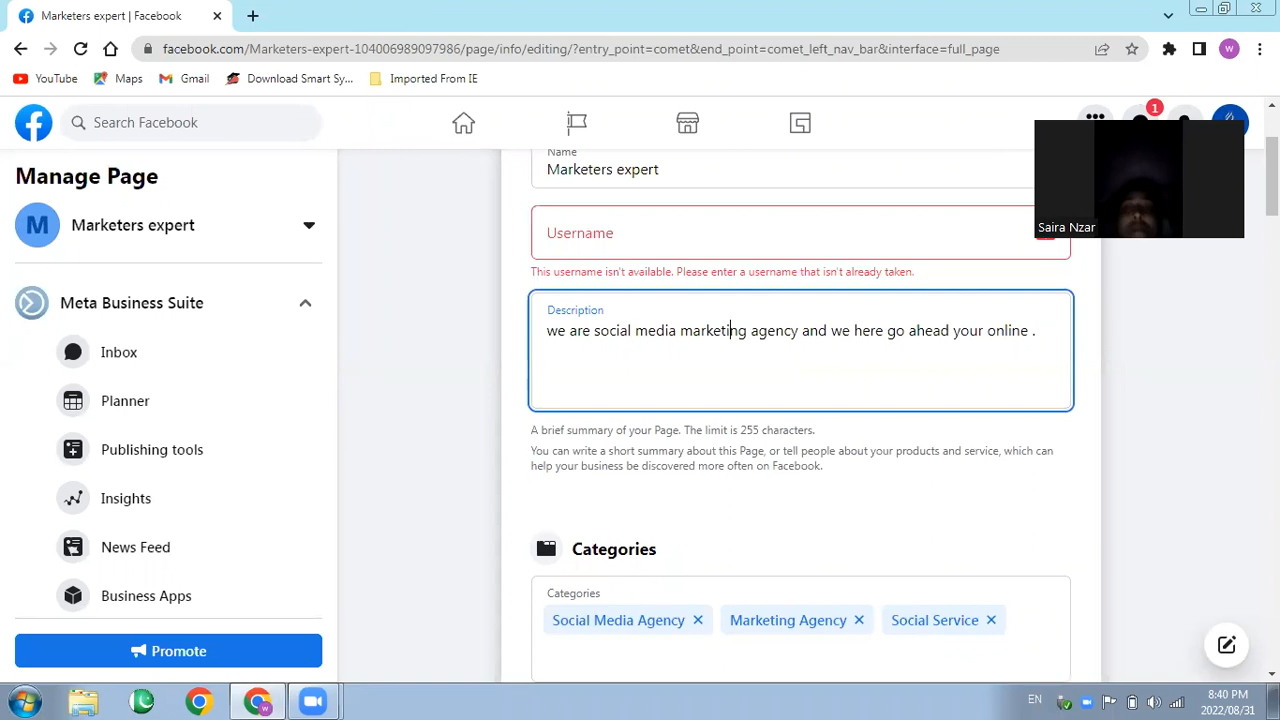 Marketers expert | Facebook
facebook.com/Marketers-expert-104006989097986/page/info/editing/?entry_point=comet&end_point=comet_left_nav_bar&interface=full_page
W
YouTube
Maps
Gmail
Download Smart Sy...
Imported From IE
Search Facebook
1
Manage Page
M
Marketers expert
Meta Business Suite
Inbox
Planner
Publishing tools
Insights
News Feed
Business Apps
Promote
Name
Marketers expert
Username
This username isn't available. Please enter a username that isn't already taken.
Description
we are social media marketing agency and we here go ahead your online .
A brief summary of your Page. The limit is 255 characters.
You can write a short summary about this Page, or tell people about your products and service, which can
help your business be discovered more often on Facebook.
Categories
Categories
Social Media Agency
Marketing Agency
Social Service
Saira Nzar
EN
8:40 PM
2022/08/31